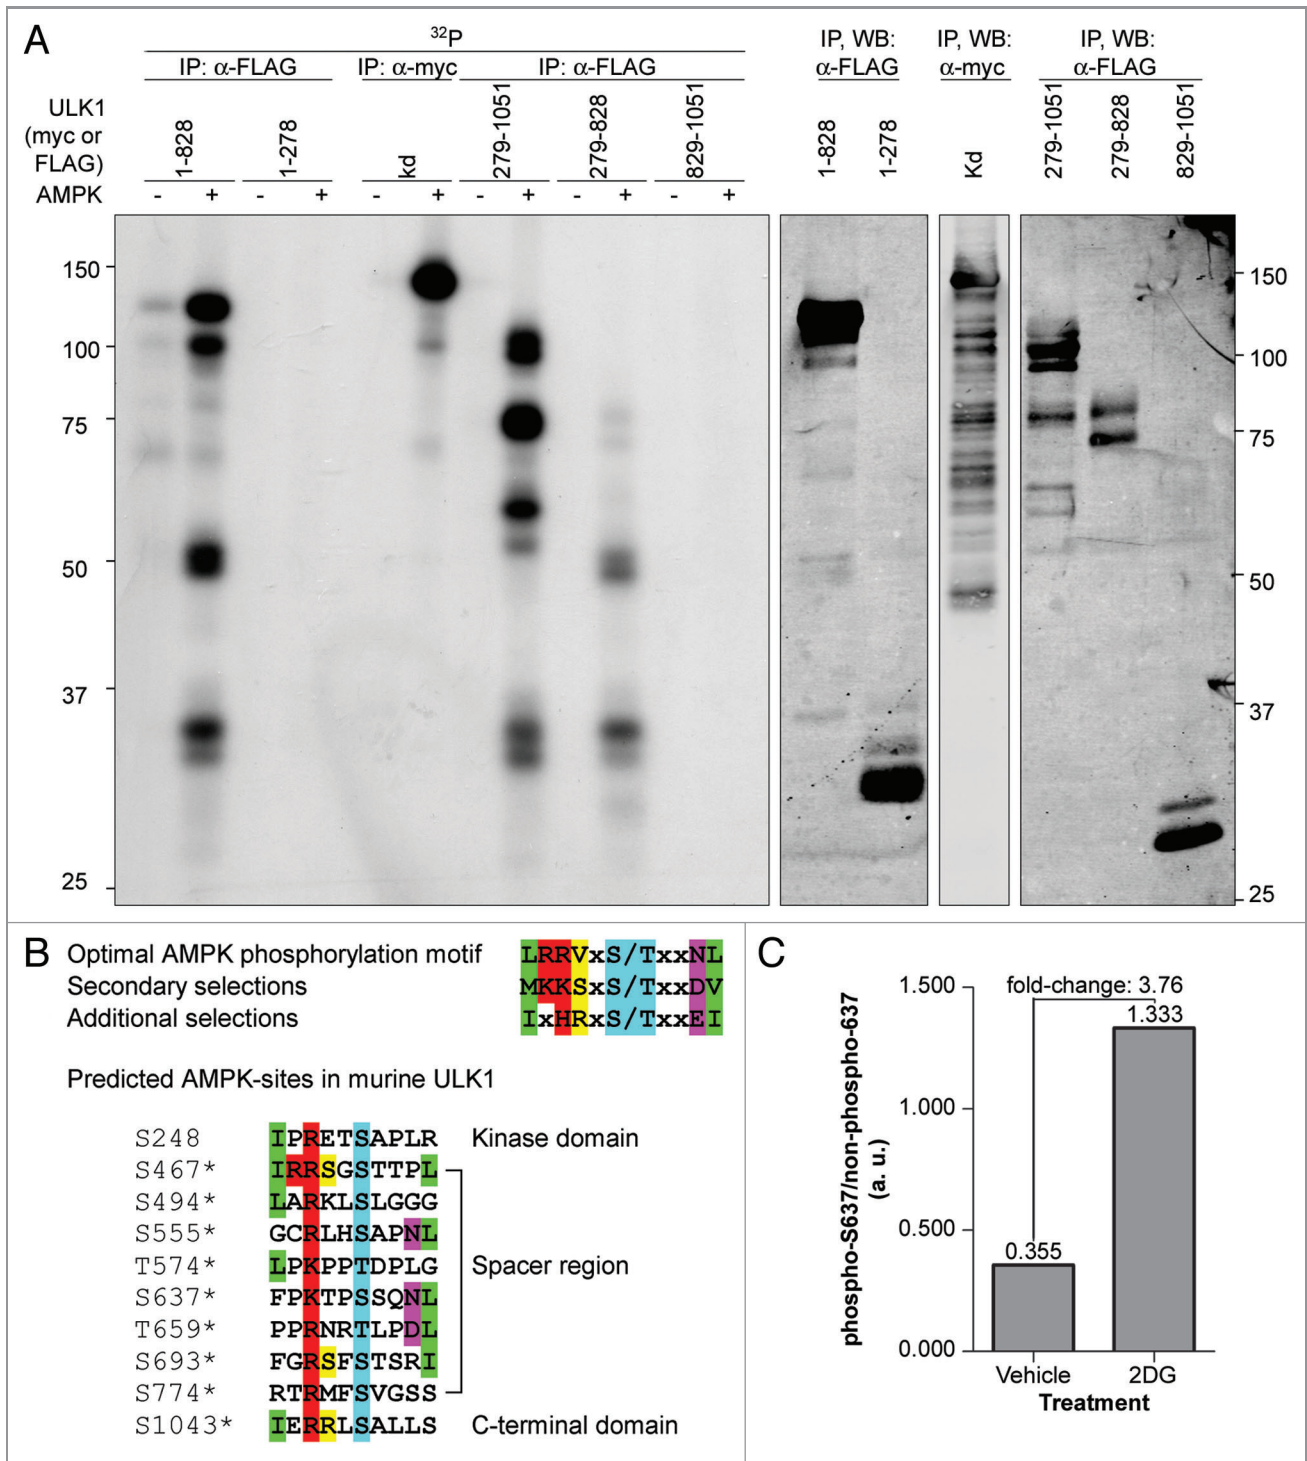 A
32P
IP: α-FLAG IP: α-myc IP: α-FLAG
IP, WB: α-FLAG
IP, WB: α-myc
IP, WB: α-FLAG
ULK1 (myc or FLAG)
1-828 1-278 kd 279-1051 279-828 829-1051
1-828 1-278 Kd 279-1051 279-828 829-1051
AMPK - + - + - + - + - + - +
150 150
100 100
75 75
50 50
37 37
25 25
B
Optimal AMPK phosphorylation motif LRRVxS/TxxNL
Secondary selections MKKSxS/TxxDV
Additional selections IxHRxS/TxxEI
Predicted AMPK-sites in murine ULK1
S248 IPRETSAPLR Kinase domain
S467* IRRSGSTTPL
S494* LARKLSLGGG
S555* GCRLHSAPNL
T574* LPKPPTDPLG Spacer region
S637* FPKTPSSQNL
T659* PPRNRTLPDL
S693* FGRSFSTSRI
S774* RTRMFSVGSS
S1043* IERRLSALLS C-terminal domain
C
phospho-S637/non-phospho-637
(a. u.)
1.500
1.000
0.500
0.000
fold-change: 3.76
1.333
0.355
Vehicle 2DG
Treatment